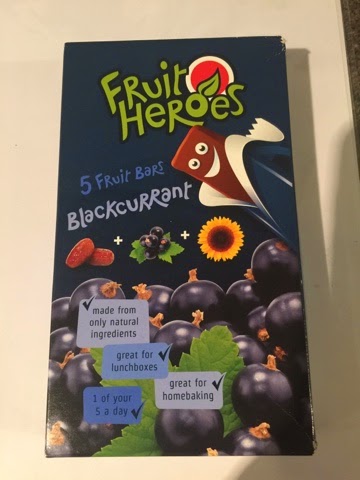 Fruit
Heroes
5 Fruit Bars
Blackcurrant
+ +
made from
only natural
ingredients
great for
lunchboxes
great for
homebaking
1 of your
5 a day